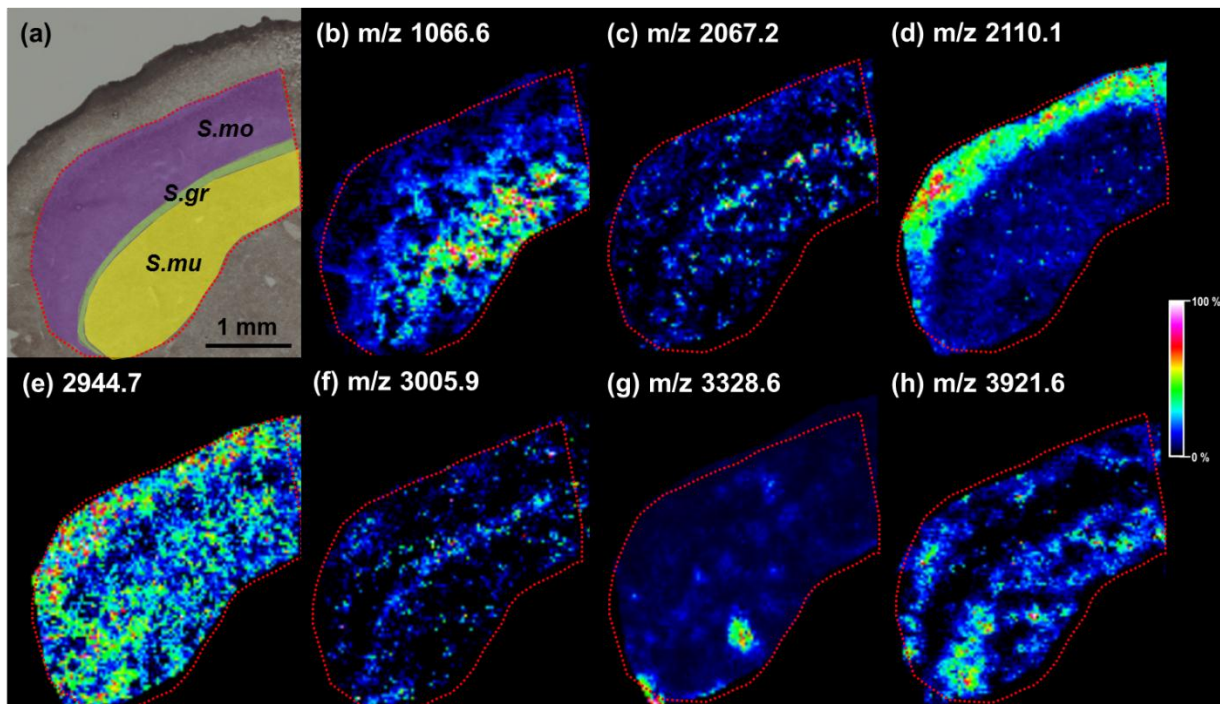 (a)
S.mo
S.gr
S.mu
1 mm
(b) m/z 1066.6
(c) m/z 2067.2
(d) m/z 2110.1
100 %
0 %
(e) 2944.7
(f) m/z 3005.9
(g) m/z 3328.6
(h) m/z 3921.6